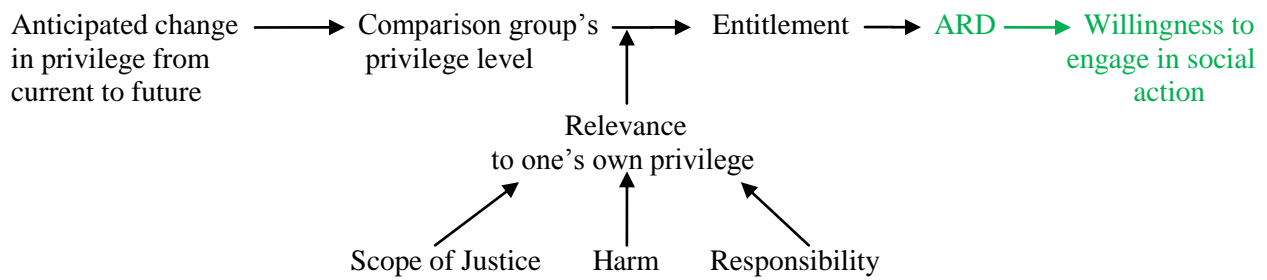 Anticipated change
in privilege from
current to future
Comparison group's
privilege level
Entitlement
ARD
Willingness to
engage in social
action
Relevance
to one's own privilege
Scope of Justice
Harm
Responsibility